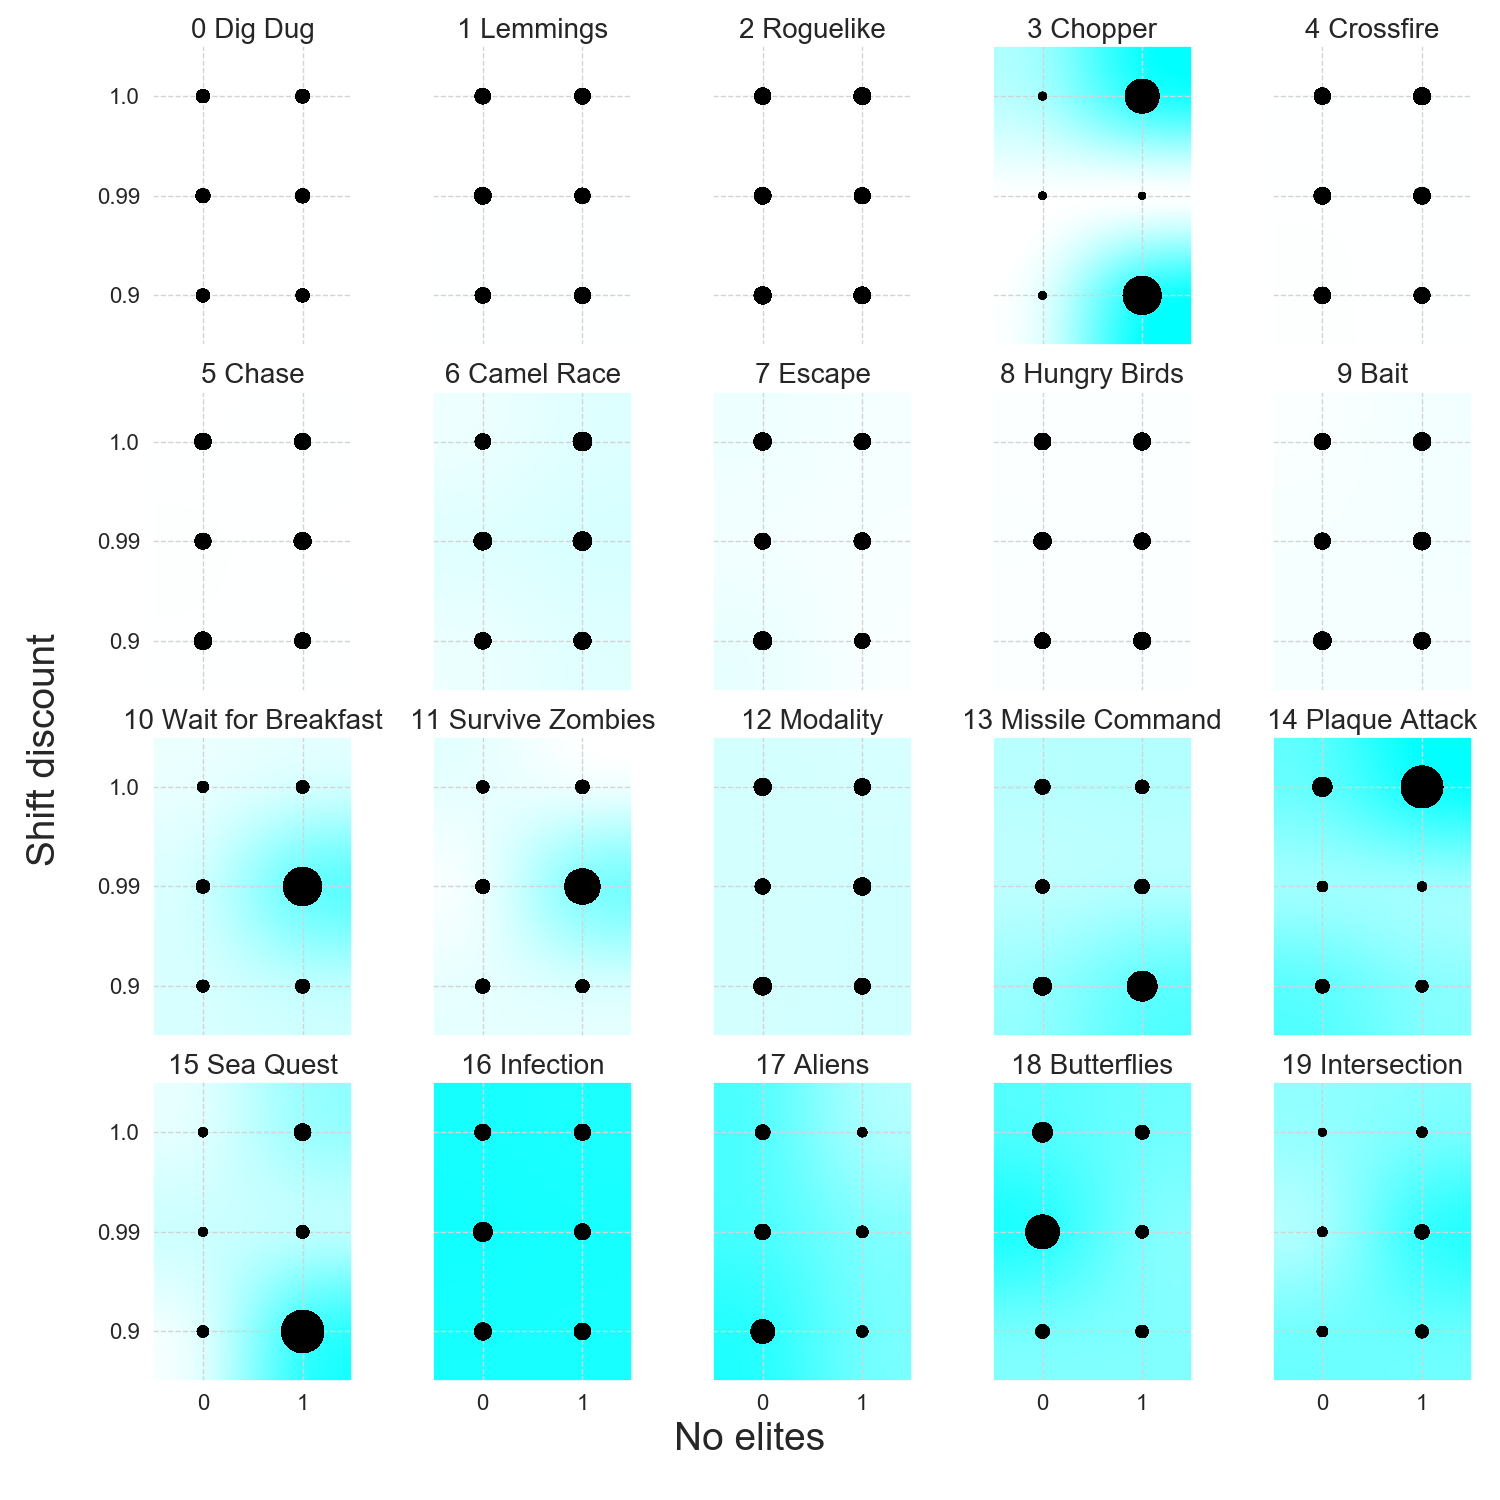 0 Dig Dug
1 Lemmings
2 Roguelike
3 Chopper
4 Crossfire
1.0
0.99
0.9
5 Chase
6 Camel Race
7 Escape
8 Hungry Birds
9 Bait
1.0
0.99
0.9
Shift discount
10 Wait for Breakfast
11 Survive Zombies
12 Modality
13 Missile Command
14 Plaque Attack
1.0
0.99
0.9
15 Sea Quest
16 Infection
17 Aliens
18 Butterflies
19 Intersection
1.0
0.99
0.9
0 1 0 1 0 1 0 1 0 1
No elites